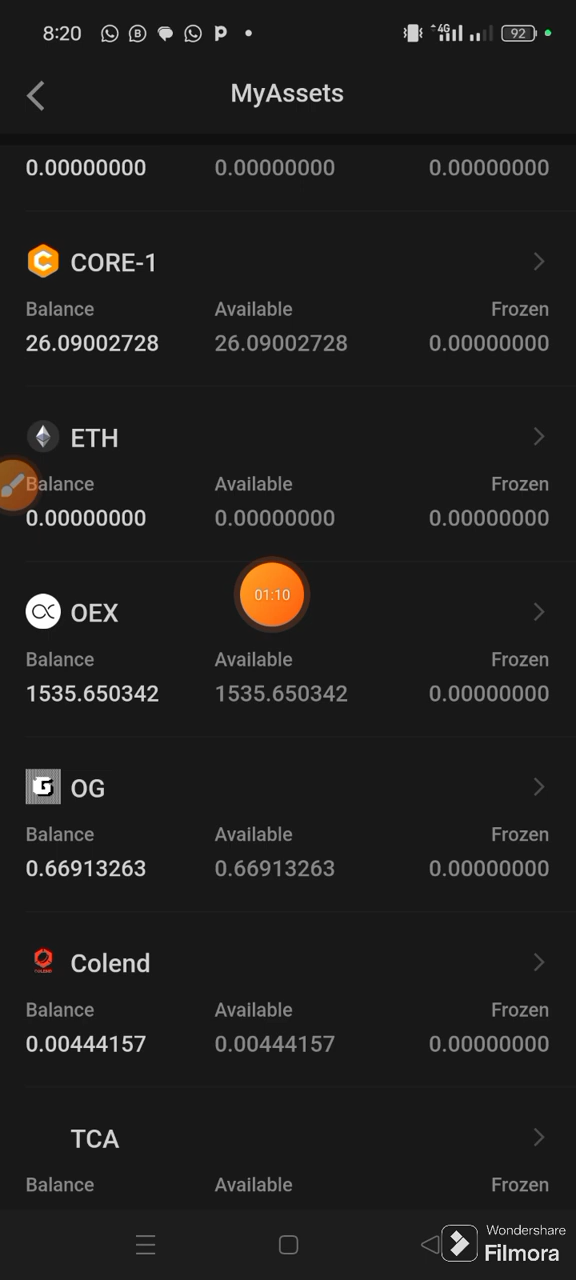 8:20 4G 92
MyAssets
0.00000000 0.00000000 0.00000000
CORE-1
Balance Available Frozen
26.09002728 26.09002728 0.00000000
ETH
Balance Available Frozen
0.00000000 0.00000000 0.00000000
01:10
OEX
Balance Available Frozen
1535.650342 1535.650342 0.00000000
OG
Balance Available Frozen
0.66913263 0.66913263 0.00000000
Colend
Balance Available Frozen
0.00444157 0.00444157 0.00000000
TCA
Balance Available Frozen
Wondershare
Filmora